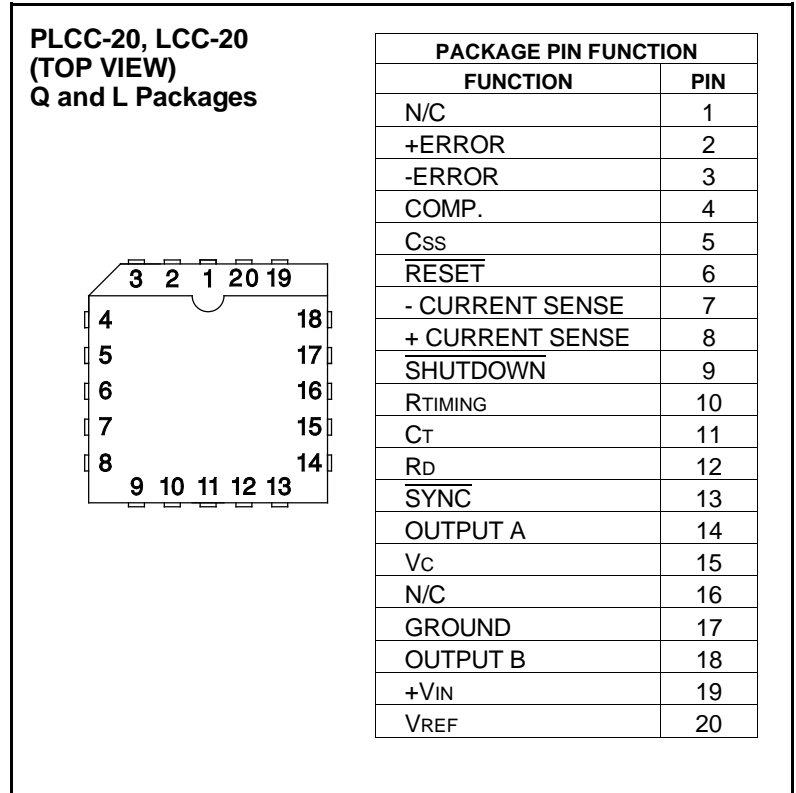 PLCC-20, LCC-20
(TOP VIEW)
Q and L Packages
3 2 1 20 19
4 18
5 17
6 16
7 15
8 14
9 10 11 12 13
PACKAGE PIN FUNCTION
FUNCTION PIN
N/C 1
+ERROR 2
-ERROR 3
COMP. 4
Css 5
RESET 6
- CURRENT SENSE 7
+ CURRENT SENSE 8
SHUTDOWN 9
RTIMING 10
CT 11
RD 12
SYNC 13
OUTPUT A 14
VC 15
N/C 16
GROUND 17
OUTPUT B 18
+VIN 19
VREF 20